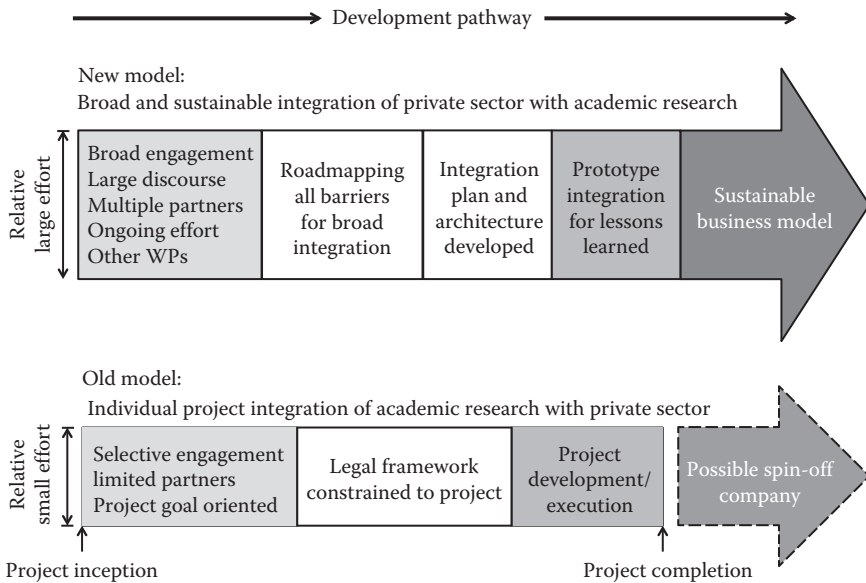 Development pathway
New model:
Broad and sustainable integration of private sector with academic research
Relative
large effort
Broad engagement
Large discourse
Multiple partners
Ongoing effort
Other WPs
Roadmapping
all barriers
for broad
integration
Integration
plan and
architecture
developed
Prototype
integration
for lessons
learned
Sustainable
business model
Old model:
Individual project integration of academic research with private sector
Relative
small effort
Selective engagement
limited partners
Project goal oriented
Legal framework
constrained to project
Project
development/
execution
Possible spin-off
company
Project inception
Project completion